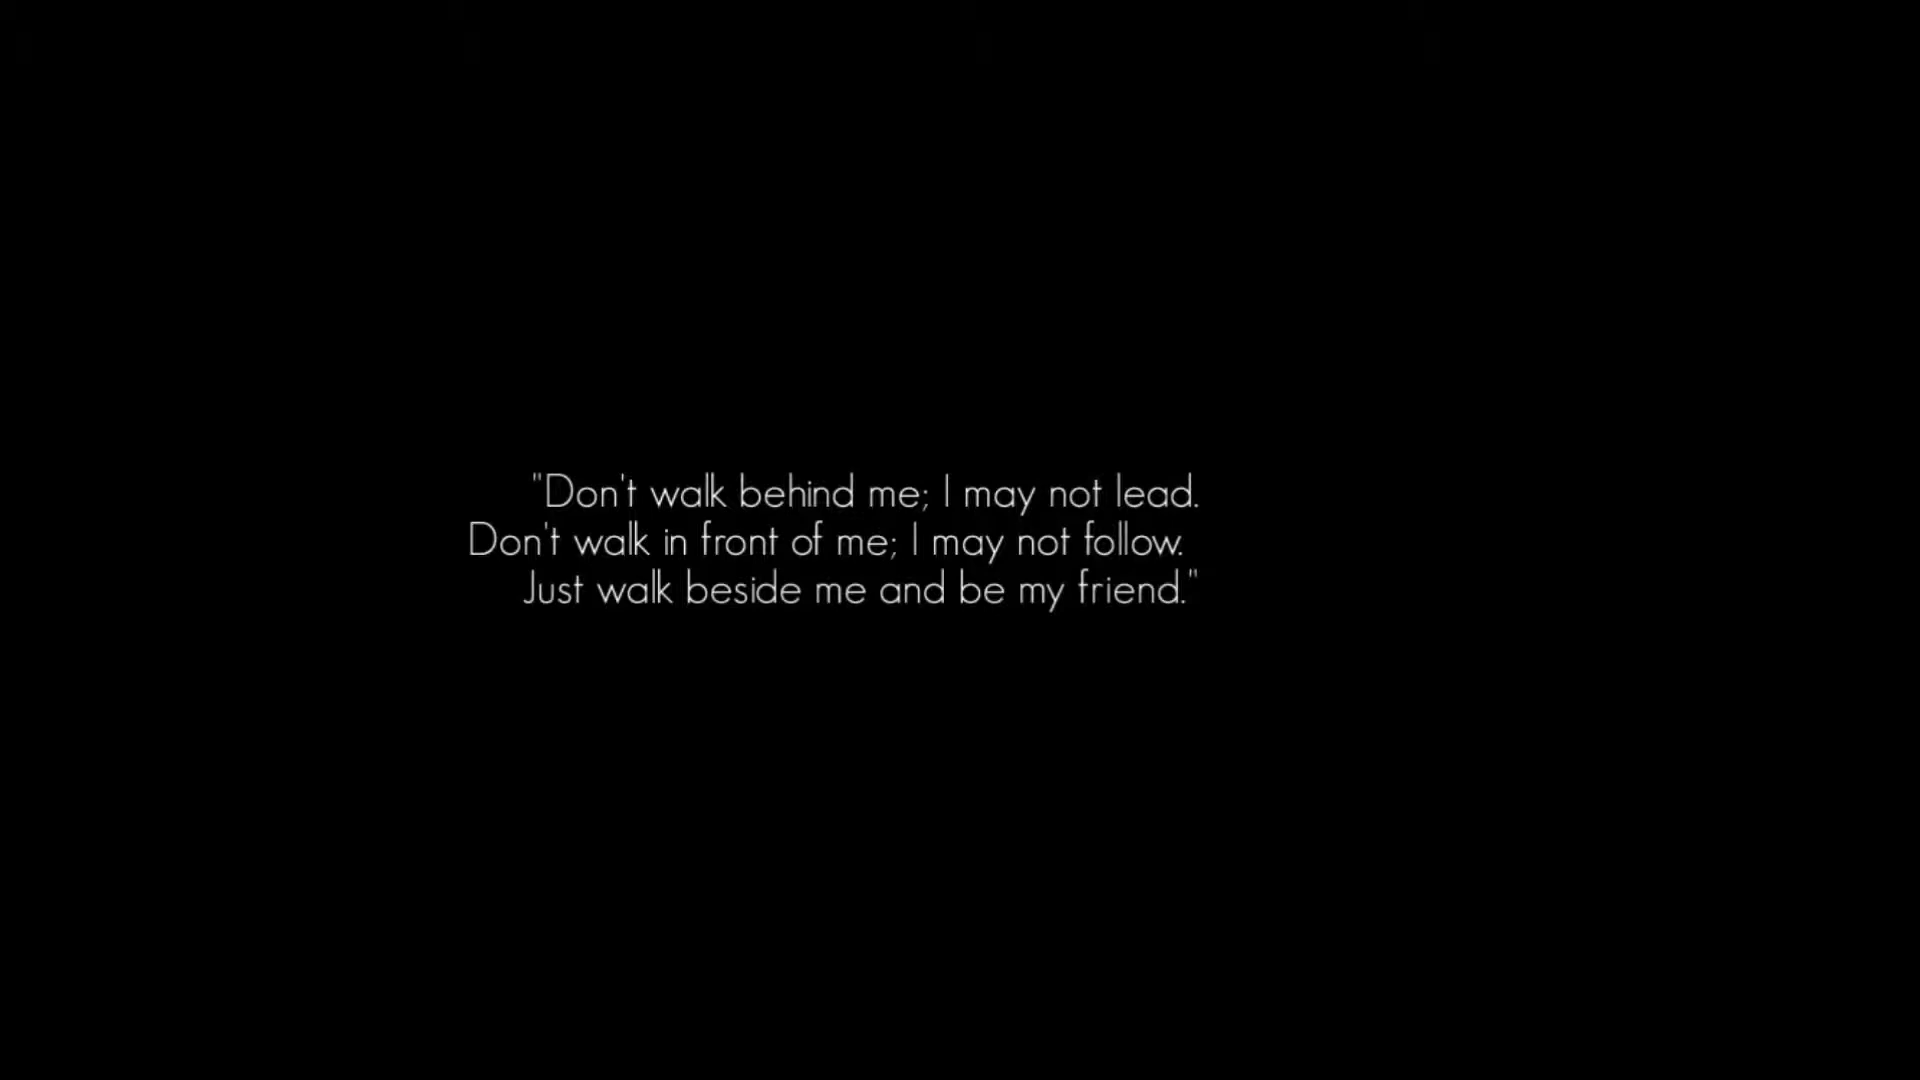 "Don't walk behind me; I may not lead.
Don't walk in front of me; I may not follow.
Just walk beside me and be my friend."